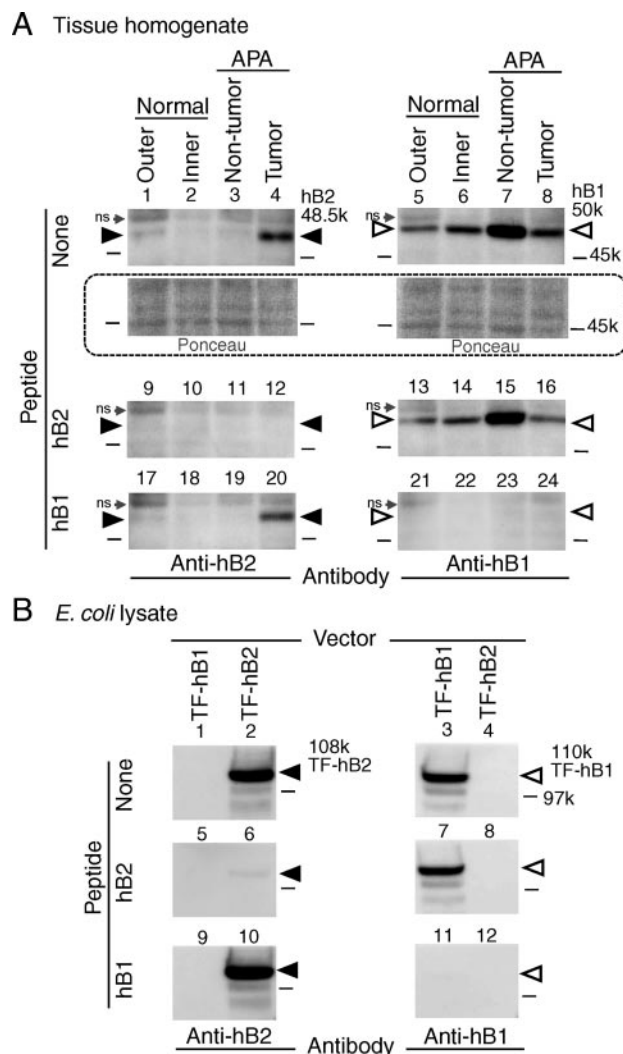 A Tissue homogenate
APA
Normal
Non-tumor
Tumor
Normal
APA
Non-tumor
Tumor
Outer
Inner
Outer
Inner
1 2 3 4 hB2
5 6 7 8 hB1
ns
48.5k
ns
50k
None
45k
Ponceau
Ponceau
45k
Peptide
9 10 11 12
13 14 15 16
ns
ns
hB2
17 18 19 20
21 22 23 24
ns
ns
hB1
Anti-hB2 Antibody Anti-hB1
B E. coli lysate
Vector
TF-hB1
TF-hB2
TF-hB1
TF-hB2
1 2
3 4
108k
TF-hB2
110k
TF-hB1
97k
None
5 6
7 8
Peptide
hB2
9 10
11 12
hB1
Anti-hB2 Antibody Anti-hB1